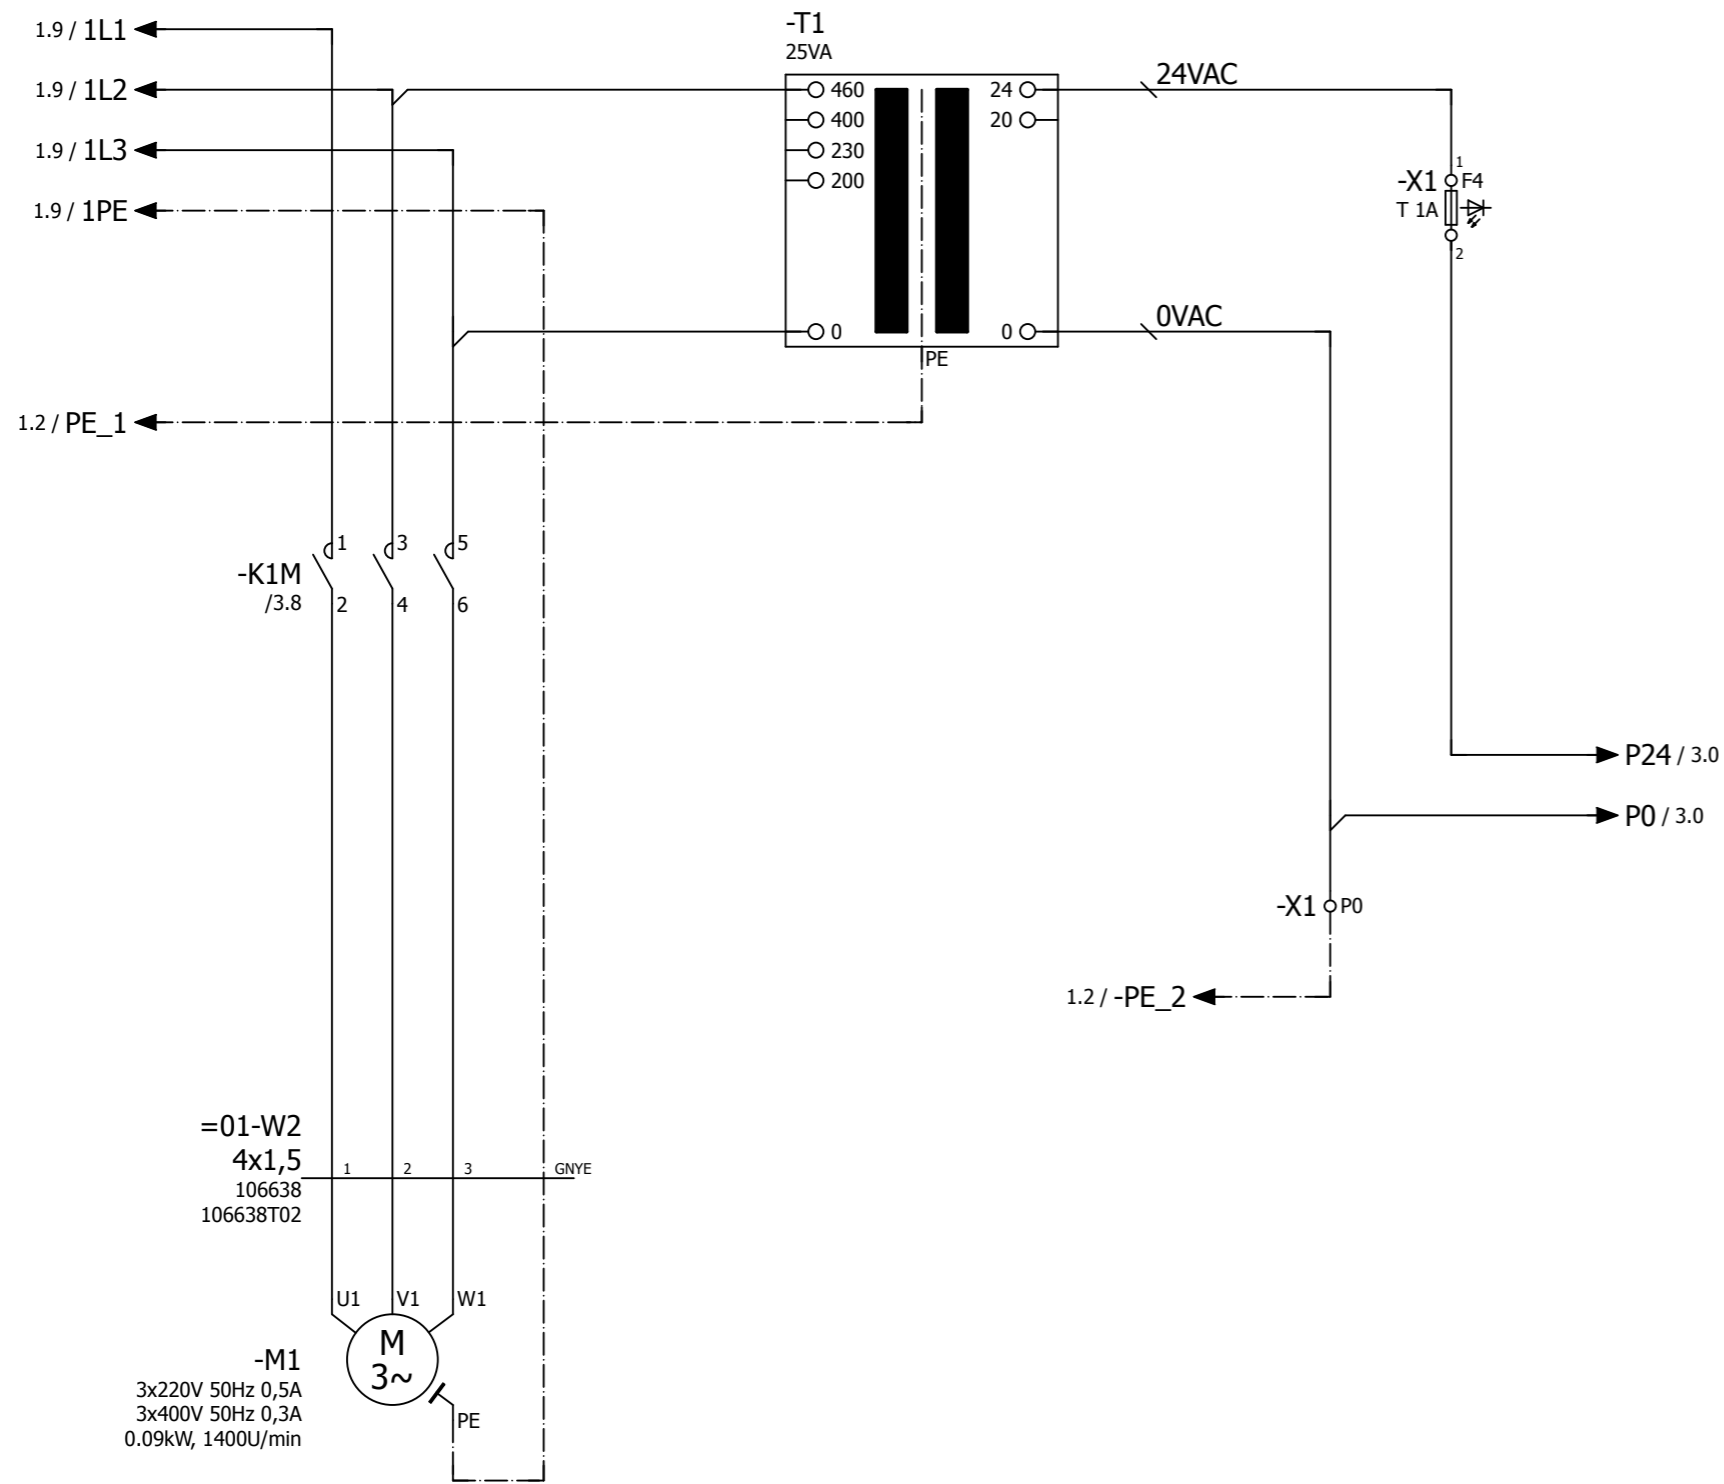 1.9 / 1L1
1.9 / 1L2
1.9 / 1L3
1.9 / 1PE
1.2 / PE_1
-T1
25VA
460
400
230
200
0
24
20
0
PE
24VAC
0VAC
-X1
T 1A
1
F4
2
P24 / 3.0
P0 / 3.0
-X1
P0
1.2 / -PE_2
-K1M
/3.8
1
2
3
4
5
6
=01-W2
4x1,5
106638
106638T02
1
2
3
GNYE
U1
V1
W1
M
3~
PE
-M1
3x220V 50Hz 0,5A
3x400V 50Hz 0,3A
0.09kW, 1400U/min